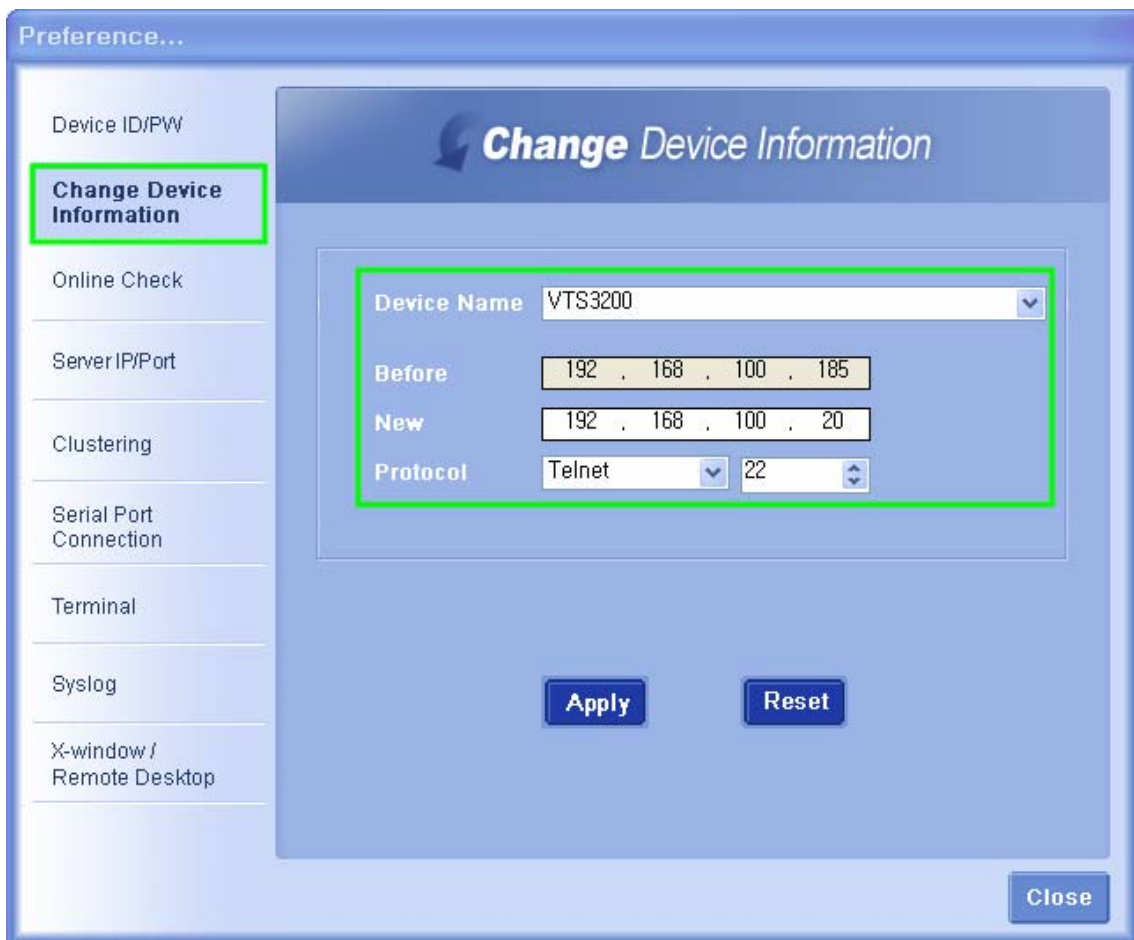 Preference...
Device ID/PW
Change Device
Information
Online Check
Server IP/Port
Clustering
Serial Port
Connection
Terminal
Syslog
X-window /
Remote Desktop
Change Device Information
Device Name VTS3200
Before 192 . 168 . 100 . 185
New 192 . 168 . 100 . 20
Protocol Telnet 22
Apply Reset
Close